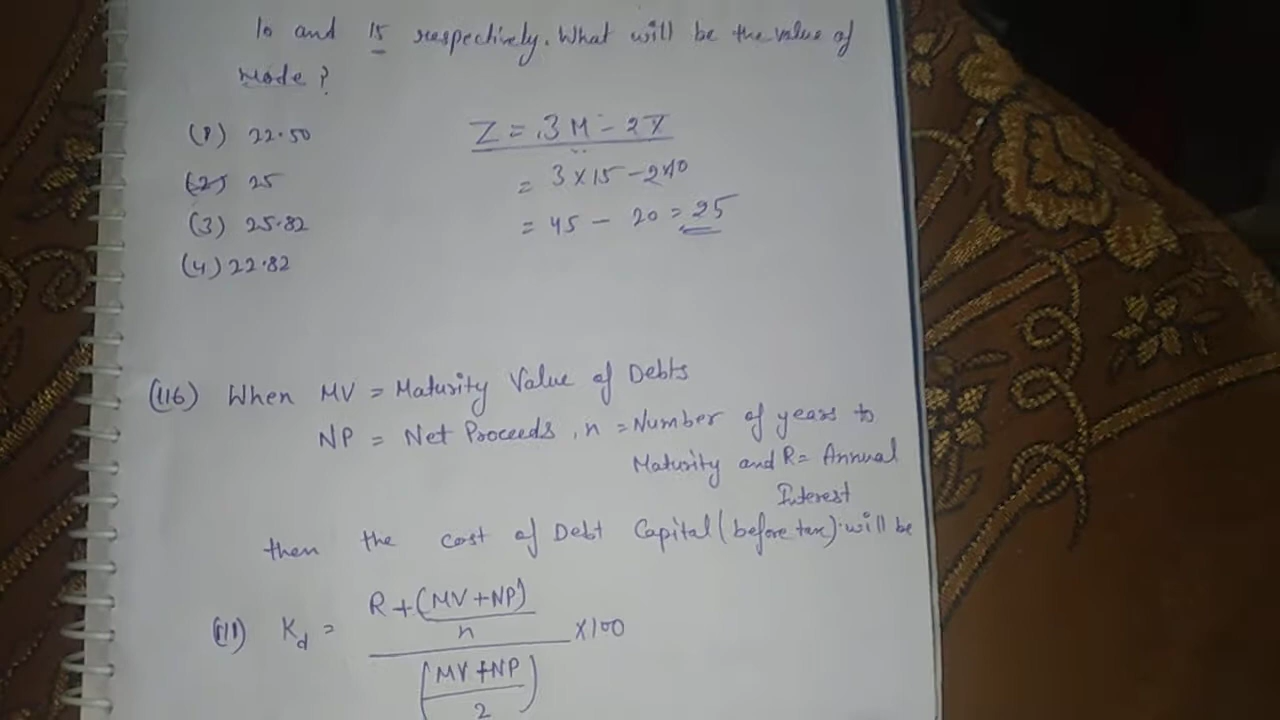 10 and 15 respectively. What will be the value of
Mode?
(1) 22.50
(2) 25
(3) 25.82
(4) 22.82
Z = 3M - 2X̄
= 3 x 15 - 2x10
= 45 - 20 = 25
(116) When MV = Maturity Value of Debts
NP = Net Proceeds, n = Number of years to
Maturity and R = Annual
Interest
then the cost of Debt Capital (before tax) will be
(1) Kd = R + (MV + NP)
n
x100
(MV + NP
2)